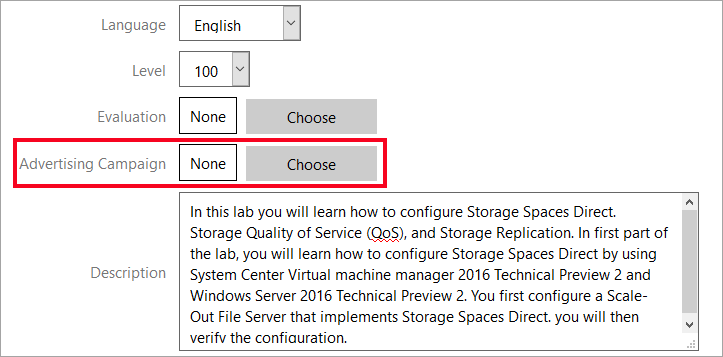 Language English
Level 100
Evaluation None Choose
Advertising Campaign None Choose
Description
In this lab you will learn how to configure Storage Spaces Direct.
Storage Quality of Service (QoS), and Storage Replication. In first part of
the lab, you will learn how to configure Storage Spaces Direct by using
System Center Virtual machine manager 2016 Technical Preview 2 and
Windows Server 2016 Technical Preview 2. You first configure a Scale-
Out File Server that implements Storage Spaces Direct. you will then
verify the configuration.